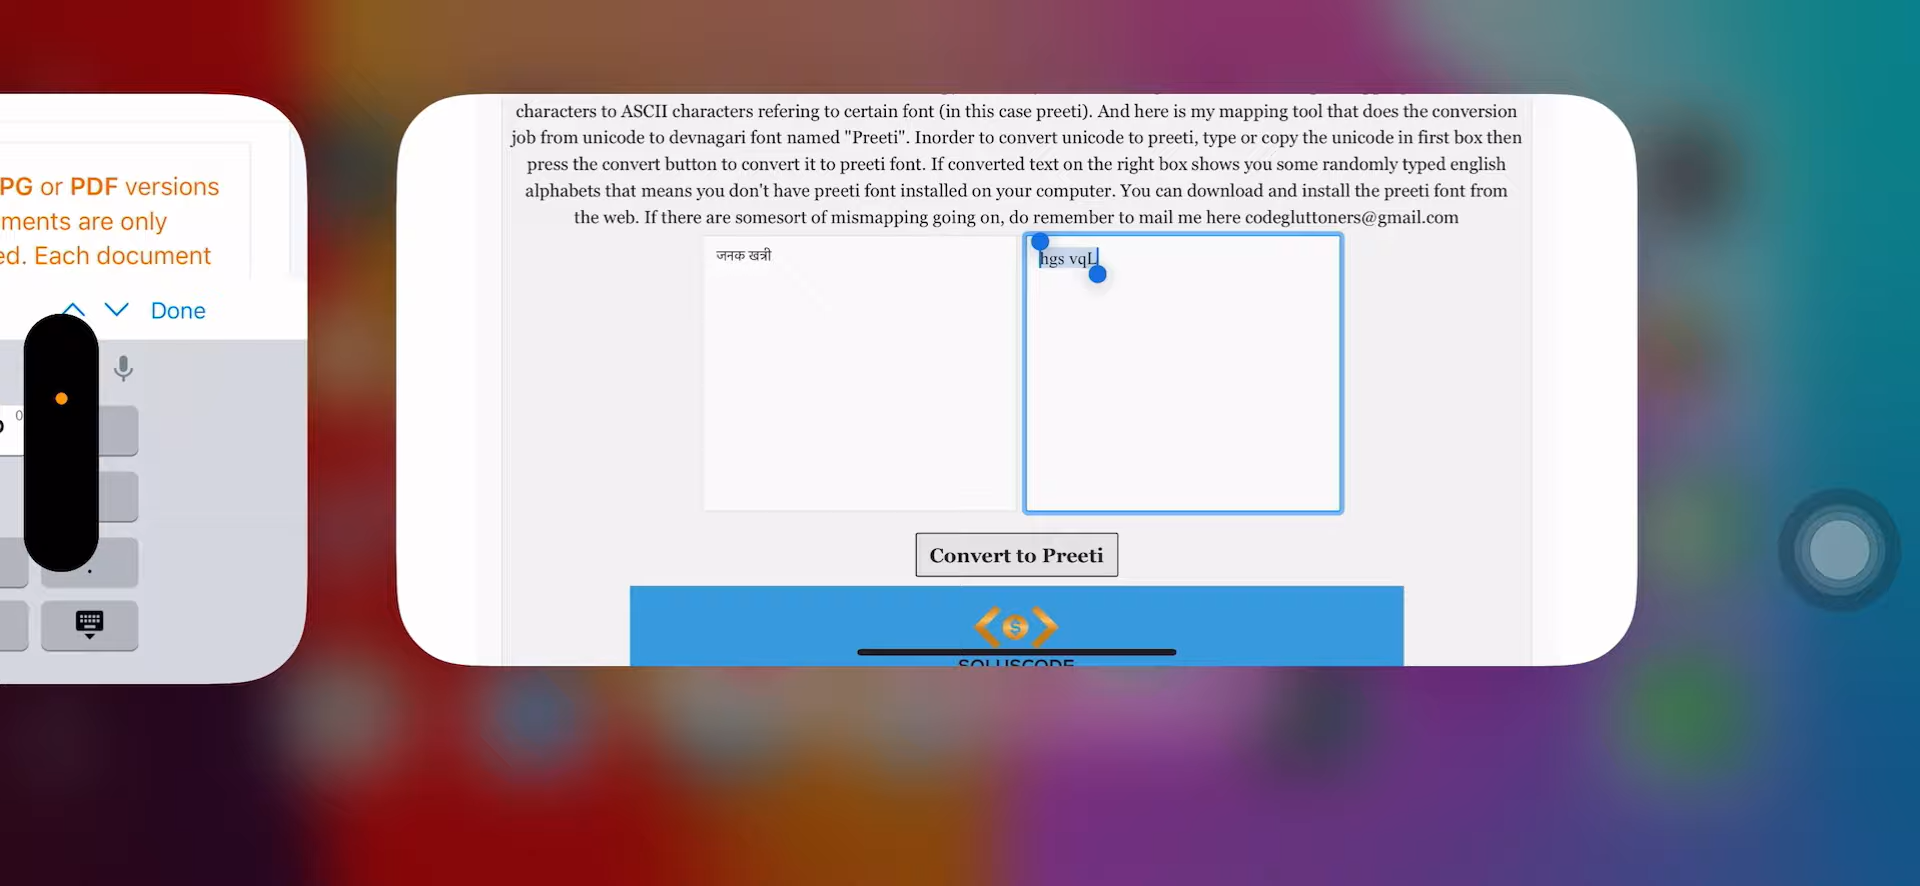 PG or PDF versions
ments are only
ed. Each document
Done
characters to ASCII characters refering to certain font (in this case preeti). And here is my mapping tool that does the conversion
job from unicode to devnagari font named "Preeti". Inorder to convert unicode to preeti, type or copy the unicode in first box then
press the convert button to convert it to preeti font. If converted text on the right box shows you some randomly typed english
alphabets that means you don't have preeti font installed on your computer. You can download and install the preeti font from
the web. If there are somesort of mismapping going on, do remember to mail me here codegluttoners@gmail.com
जनक खत्री
hgs vqL
Convert to Preeti
SOLUSCODE